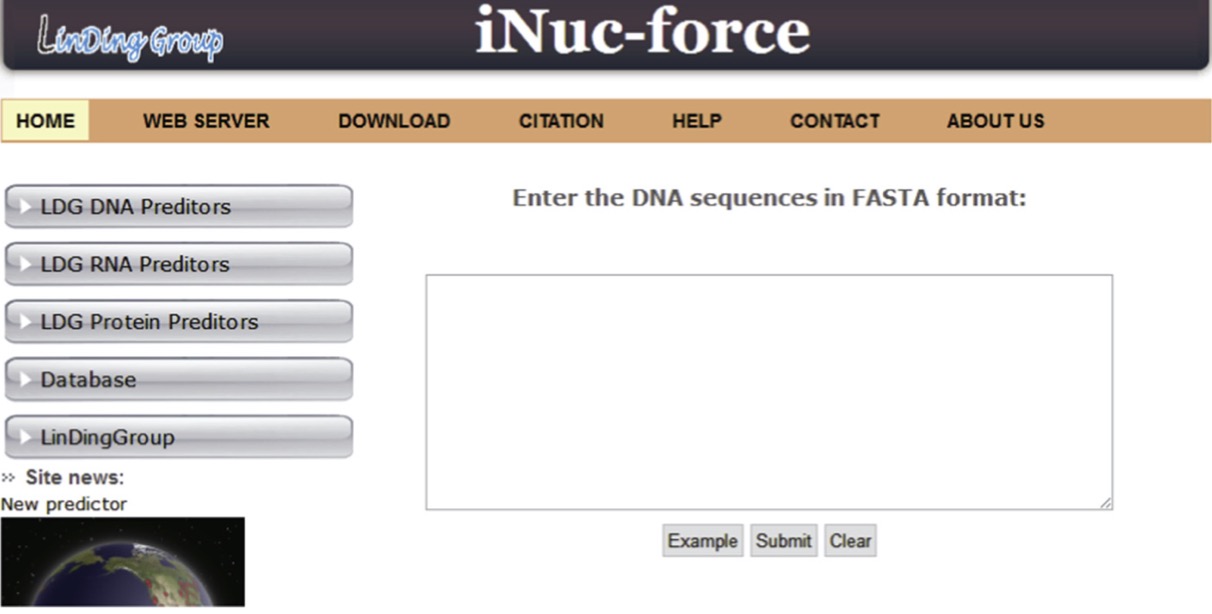 LinDing Group
iNuc-force
HOME WEB SERVER DOWNLOAD CITATION HELP CONTACT ABOUT US
LDG DNA Preditors
LDG RNA Preditors
LDG Protein Preditors
Database
LinDingGroup
» Site news:
New predictor
Enter the DNA sequences in FASTA format:
Example Submit Clear